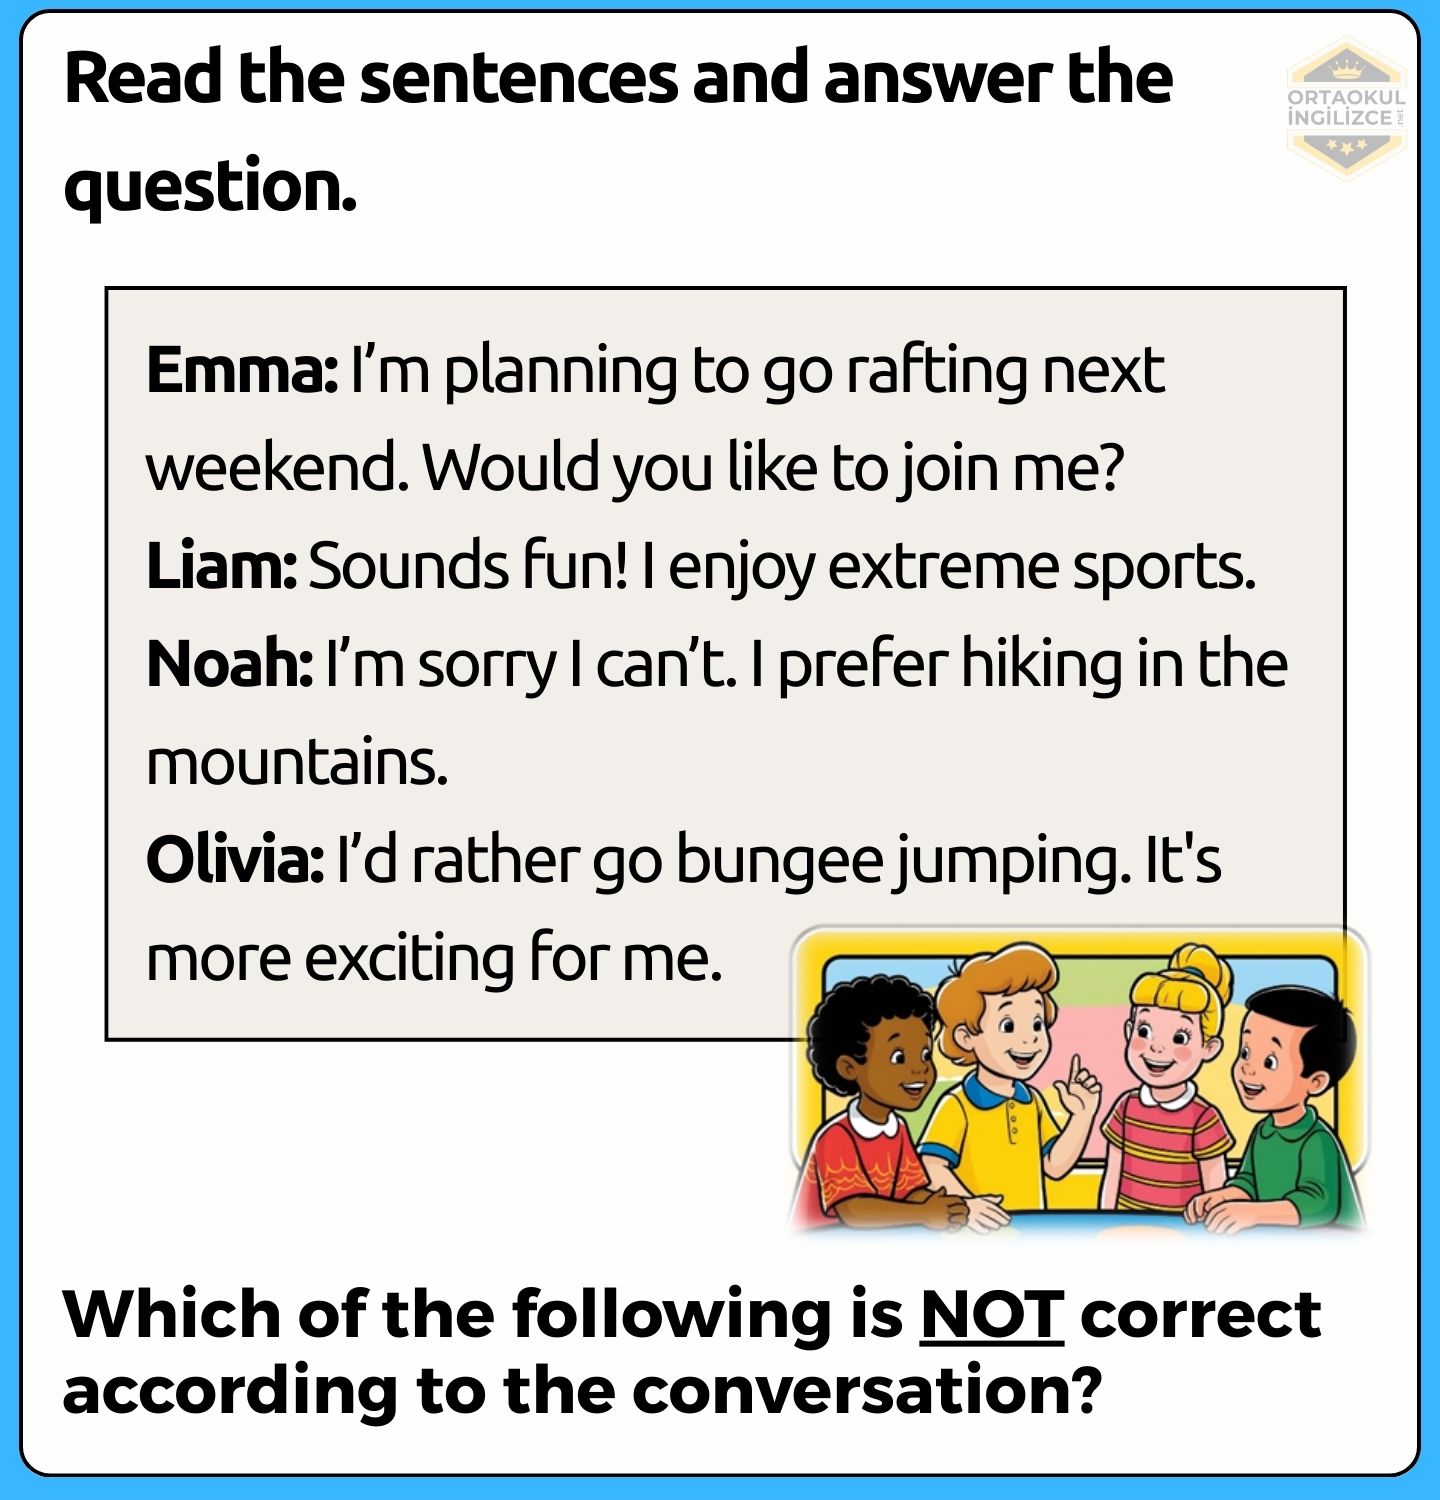 Read the sentences and answer the
question.
ORTAOKUL
İNGİLİZCE
.net
Emma: I’m planning to go rafting next
weekend. Would you like to join me?
Liam: Sounds fun! I enjoy extreme sports.
Noah: I’m sorry I can’t. I prefer hiking in the
mountains.
Olivia: I’d rather go bungee jumping. It's
more exciting for me.
Which of the following is NOT correct
according to the conversation?